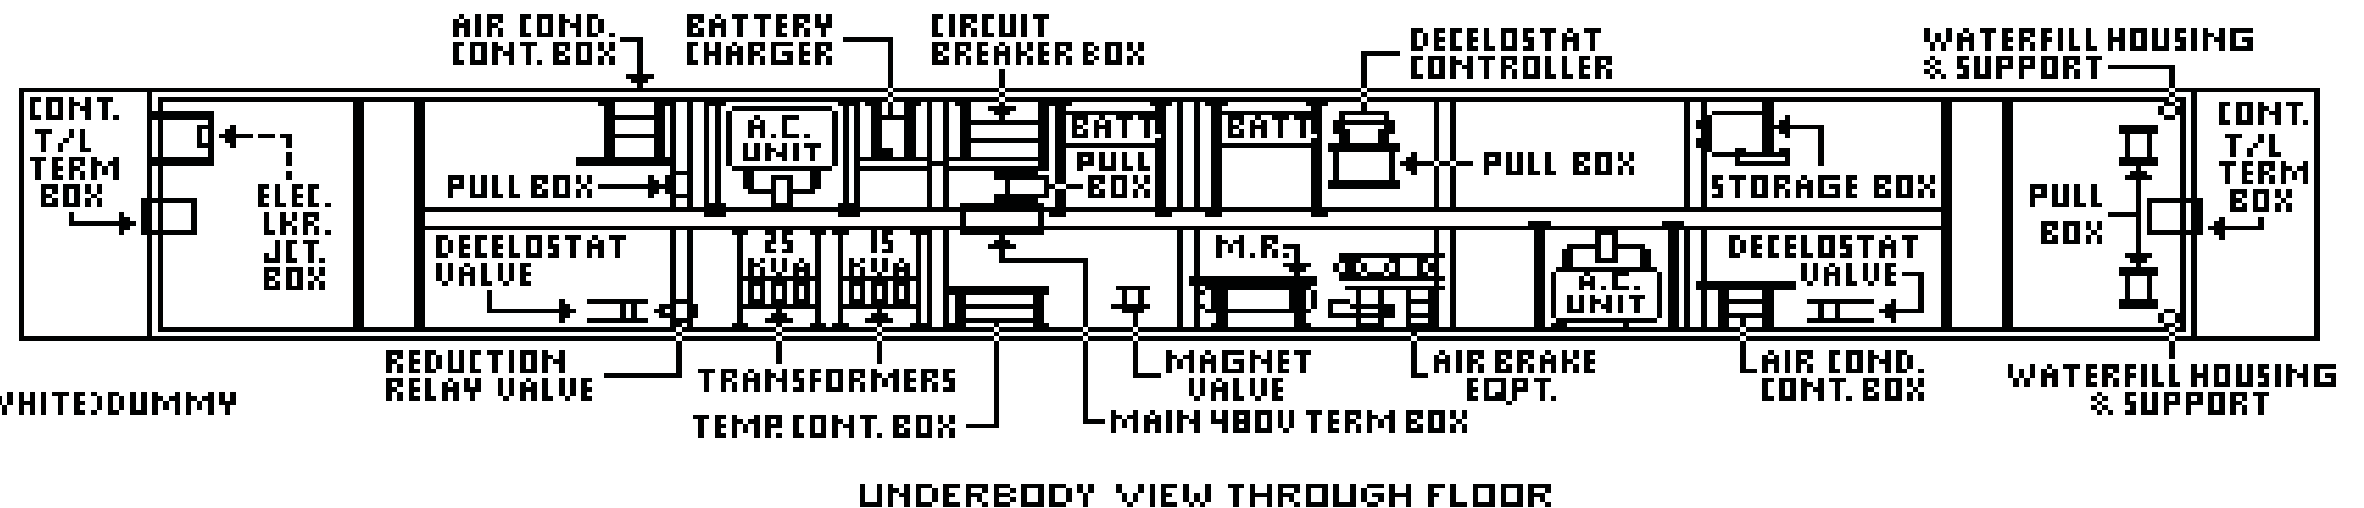 AIR COND.
CONT. BOX
BATTERY
CHARGER
CIRCUIT
BREAKER BOX
DECELOSTAT
CONTROLLER
WATERFILL HOUSING
& SUPPORT
CONT.
T/L
TERM
BOX
ELEC.
LKR.
JCT.
BOX
PULL BOX
A.C.
UNIT
BATT
PULL
BOX
BATT
PULL BOX
STORAGE BOX
PULL
BOX
CONT.
T/L
TERM
BOX
DECELOSTAT
VALVE
25
KVA
15
KVA
M.R.
A.C.
UNIT
DECELOSTAT
VALVE
REDUCTION
RELAY VALVE
TRANSFORMERS
TEMP. CONT. BOX
MAGNET
VALVE
MAIN 480V TERM BOX
AIR BRAKE
EQPT.
AIR COND.
CONT. BOX
WATERFILL HOUSING
& SUPPORT
WHITE)DUMMY
UNDERBODY VIEW THROUGH FLOOR